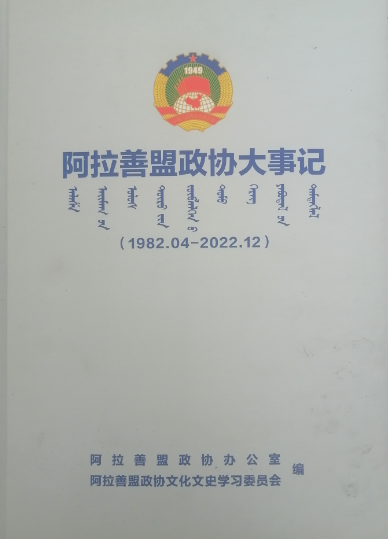 1949
阿拉善盟政协大事记
(1982.04-2022.12)
阿拉善盟政协办公室
阿拉善盟政协文化文史学习委员会 编